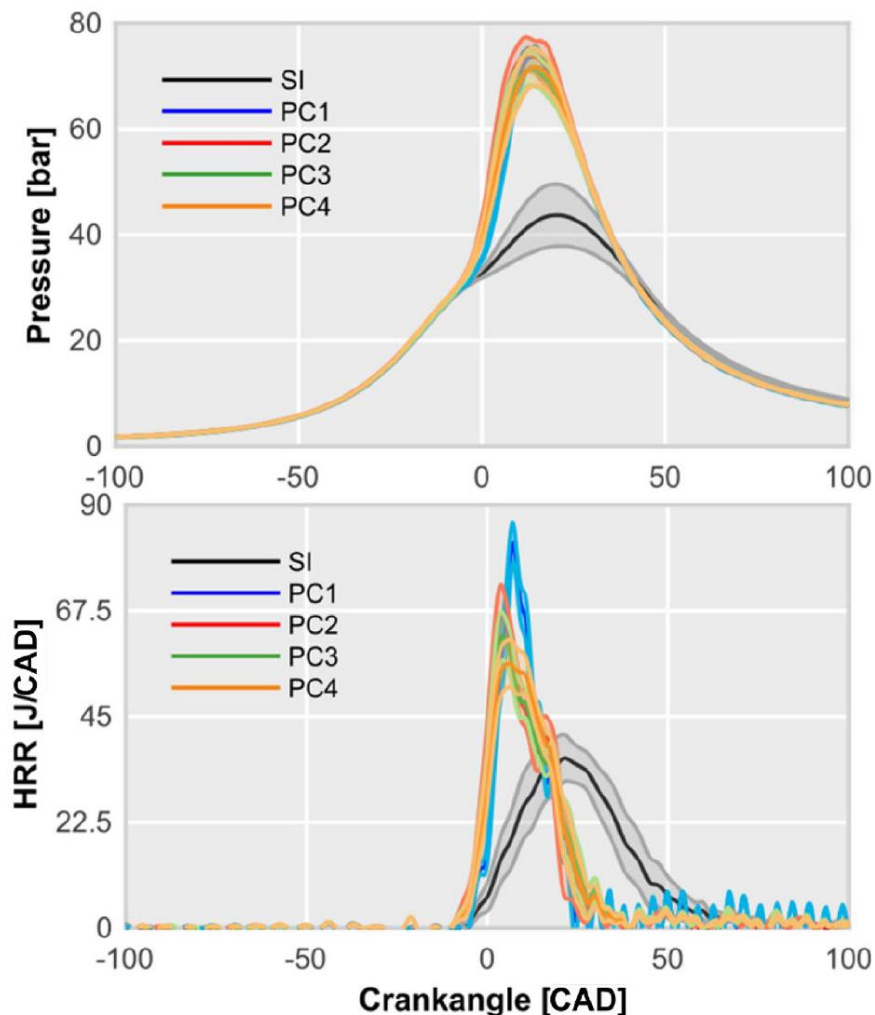 80
60
40
20
0
Pressure [bar]
SI
PC1
PC2
PC3
PC4
-100
-50
0
50
100
90
67.5
45
22.5
0
HRR [J/CAD]
SI
PC1
PC2
PC3
PC4
-100
-50
0
50
100
Crankangle [CAD]